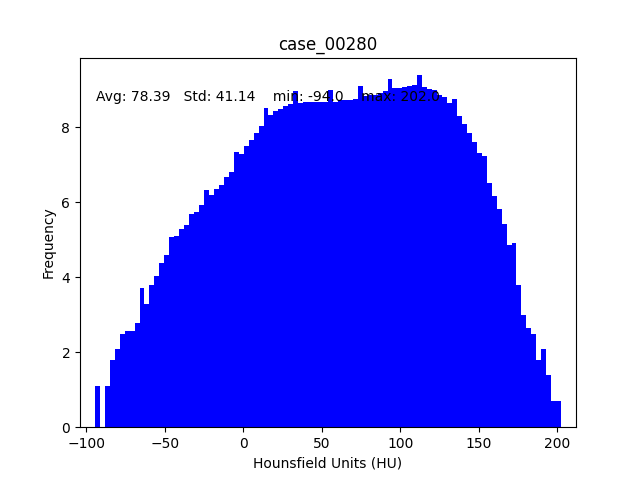 case_00280
Avg: 78.39 Std: 41.14 min: -94.0 max: 202.0
8
6
4
2
0
Frequency
−100 −50 0 50 100 150 200
Hounsfield Units (HU)